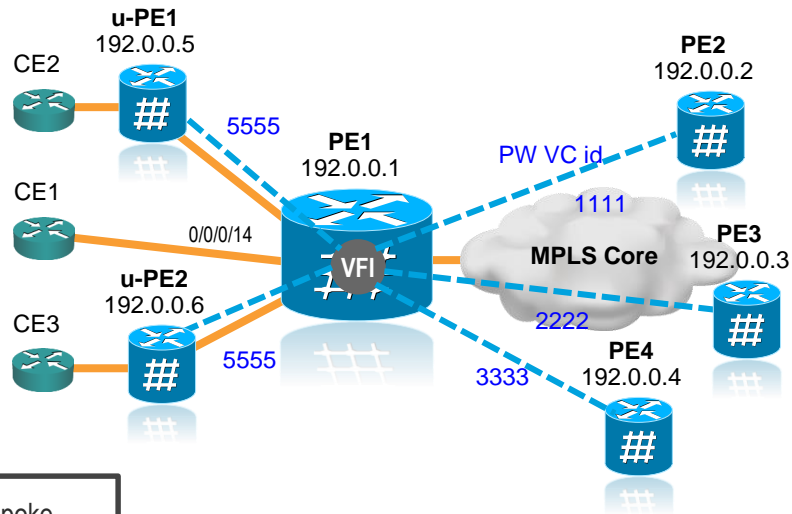 u-PE1
192.0.0.5
CE2
5555
PE1
192.0.0.1
PE2
192.0.0.2
PW VC id
1111
CE1
0/0/0/14
VFI
MPLS Core
PE3
192.0.0.3
u-PE2
192.0.0.6
2222
CE3
5555
3333
PE4
192.0.0.4